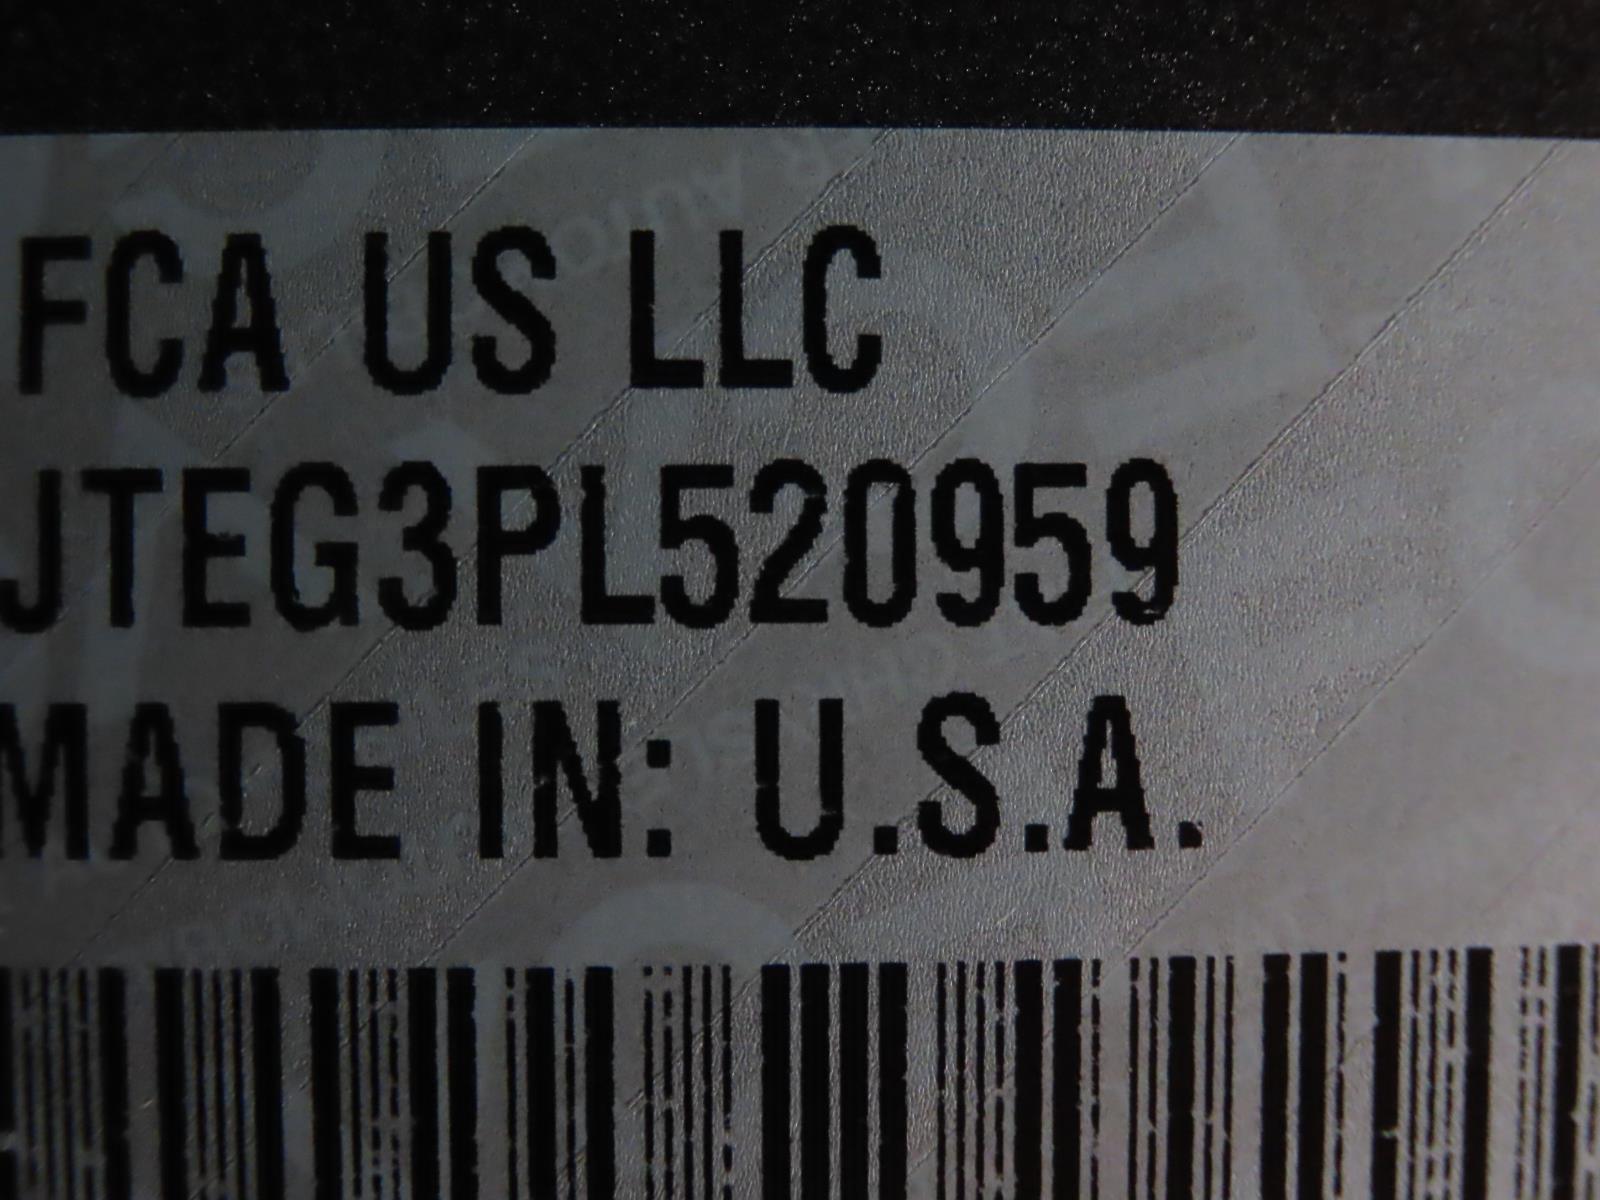 FCA US LLC
JTEG3PL520959
MADE IN: U.S.A.